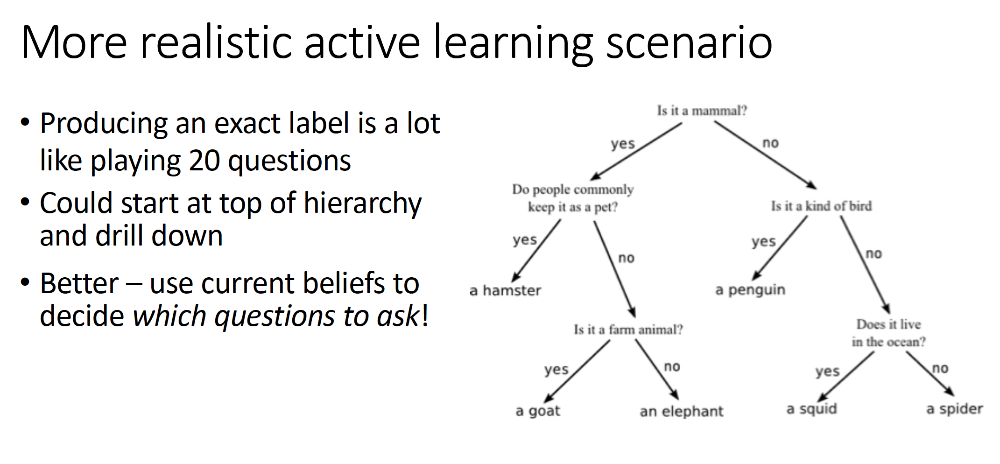 More realistic active learning scenario
• Producing an exact label is a lot
like playing 20 questions
• Could start at top of hierarchy
and drill down
• Better – use current beliefs to
decide which questions to ask!
Is it a mammal?
yes
no
Do people commonly
keep it as a pet?
Is it a kind of bird
yes
no
yes
no
a hamster
a penguin
Is it a farm animal?
Does it live
in the ocean?
yes
no
yes
no
a goat
an elephant
a squid
a spider